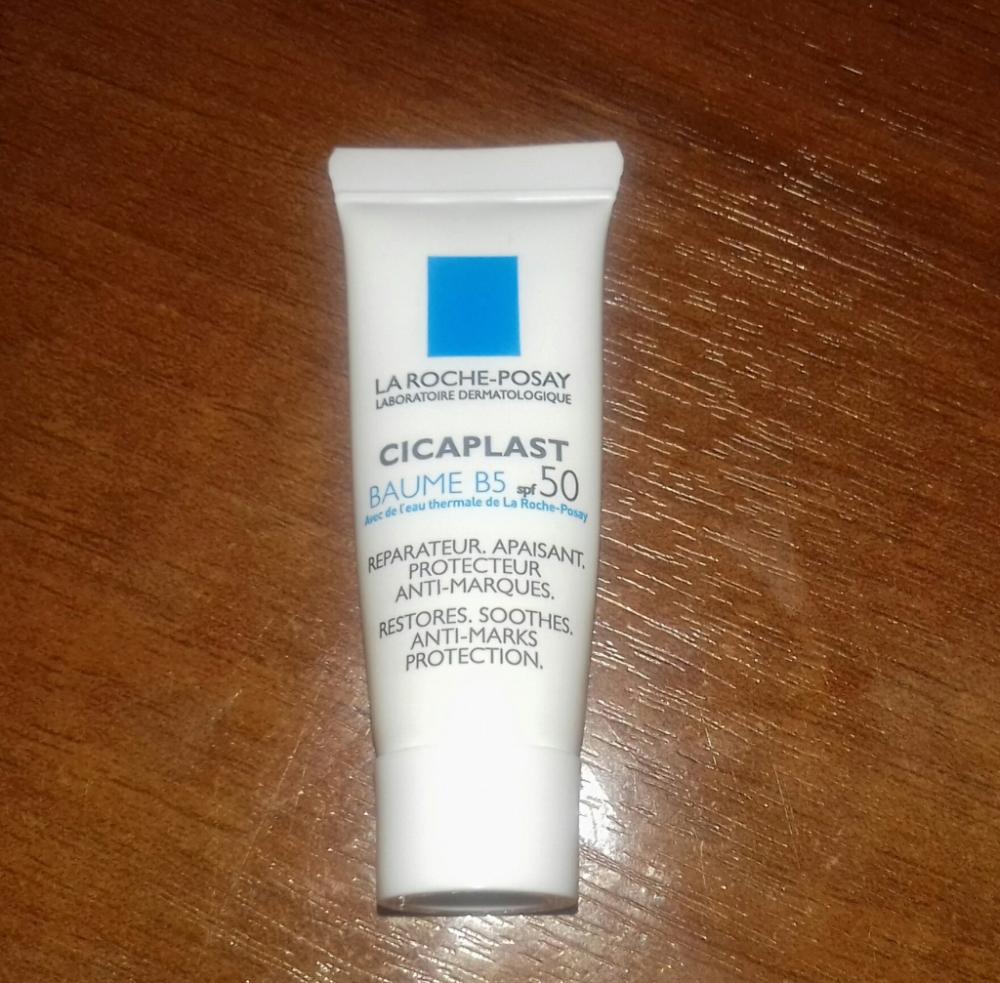 LA ROCHE-POSAY
LABORATOIRE DERMATOLOGIQUE
CICAPLAST
BAUME B5 spf 50
Avec de l'eau thermale de La Roche-Posay
REPARATEUR. APAISANT.
PROTECTEUR
ANTI-MARQUES.
RESTORES. SOOTHES.
ANTI-MARKS
PROTECTION.